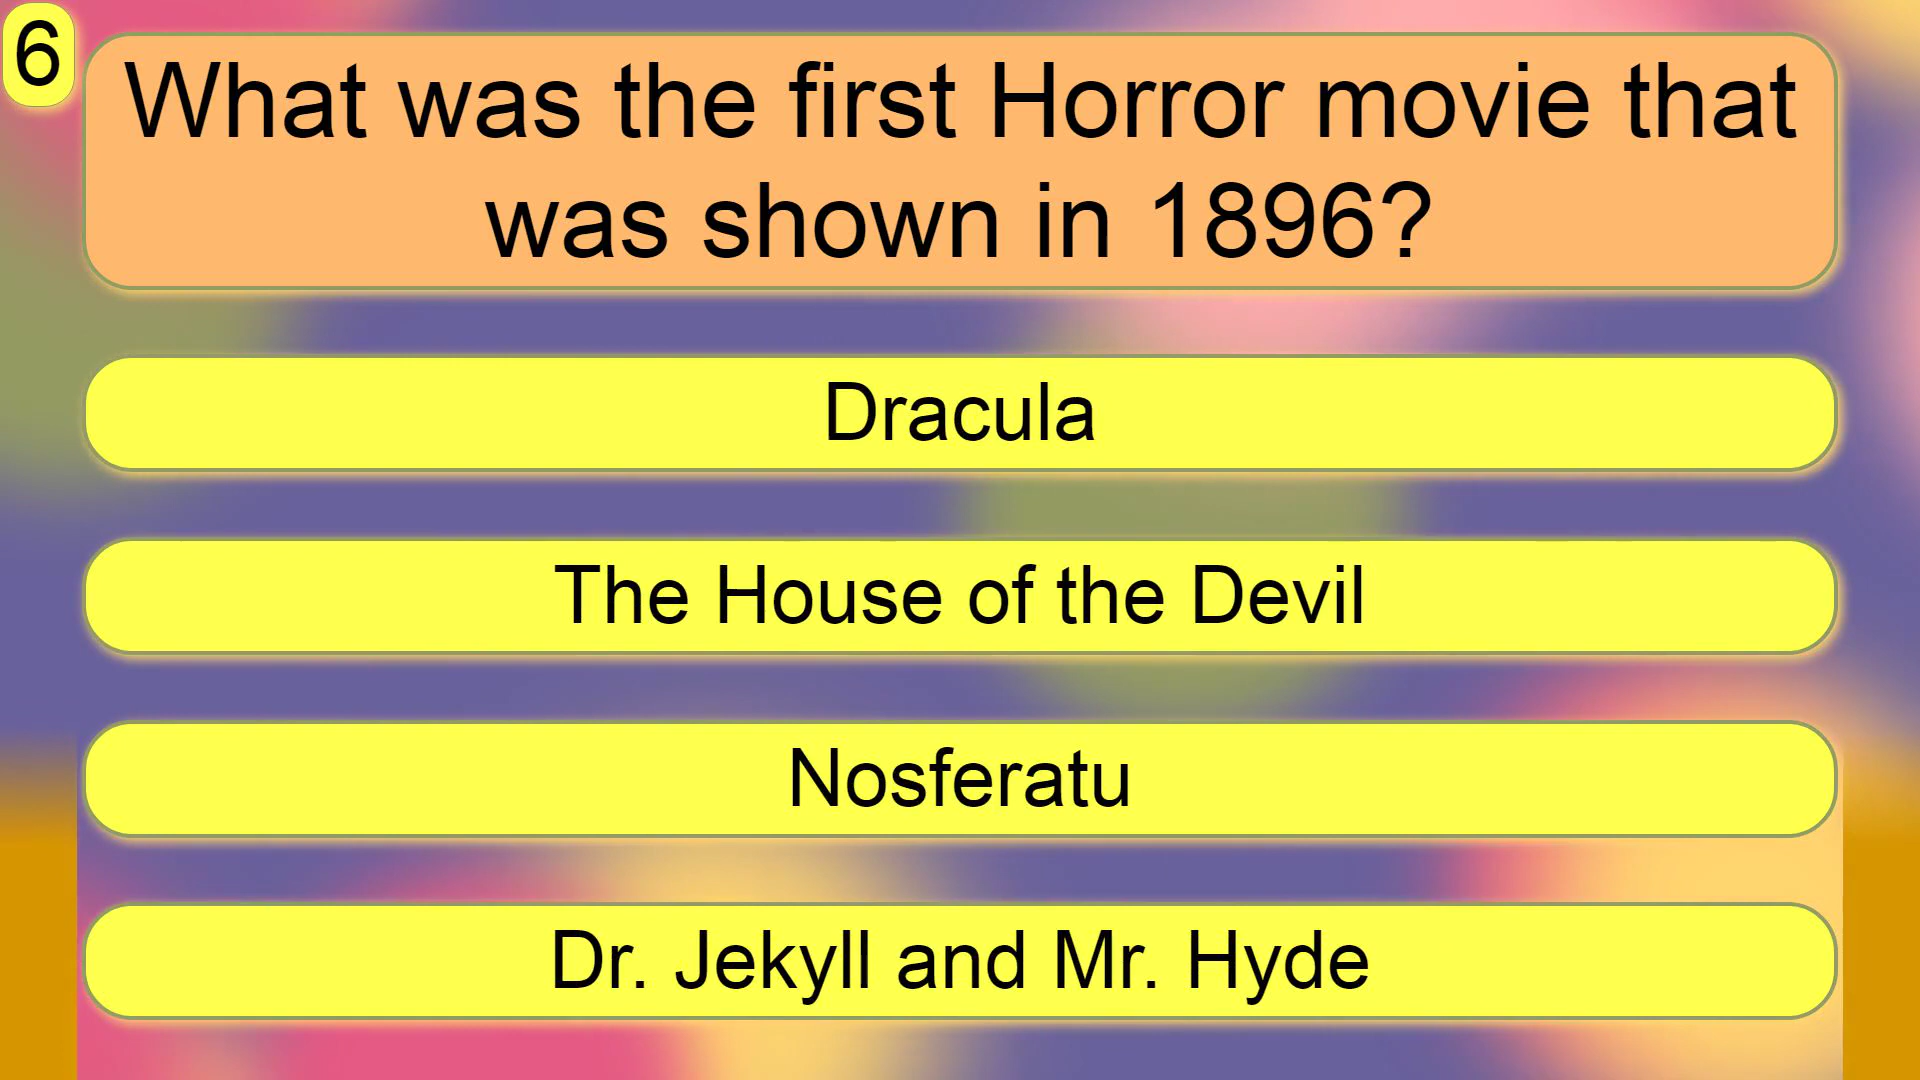 6
What was the first Horror movie that
was shown in 1896?
Dracula
The House of the Devil
Nosferatu
Dr. Jekyll and Mr. Hyde